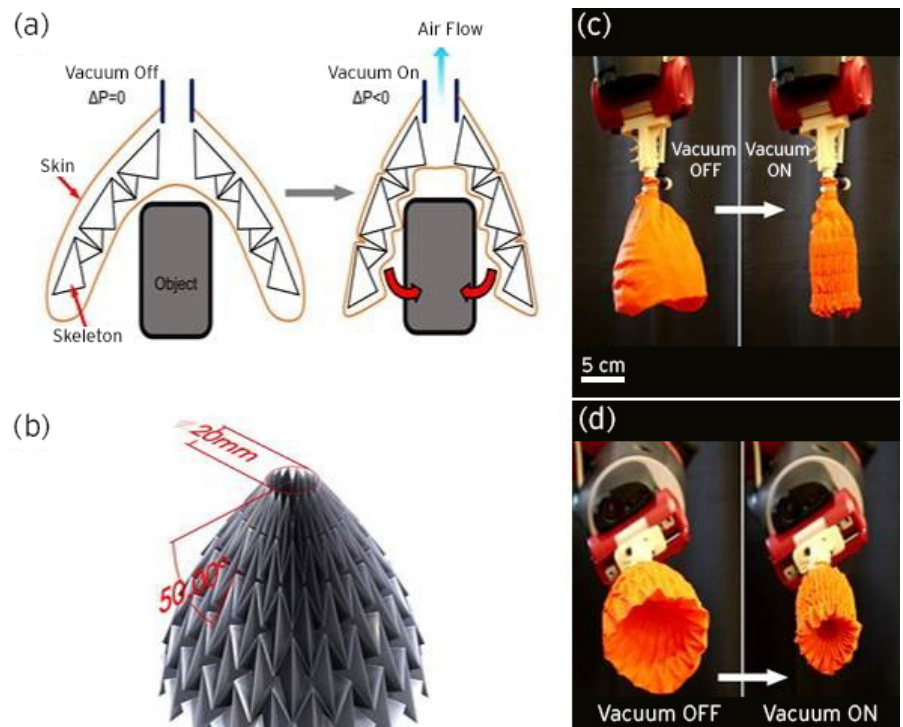 (a)
Air Flow
Vacuum Off
ΔP=0
Vacuum On
ΔP<0
Skin
Object
Skeleton
(b)
20mm
50.00°
(c)
Vacuum
OFF
Vacuum
ON
5 cm
(d)
Vacuum OFF
Vacuum ON